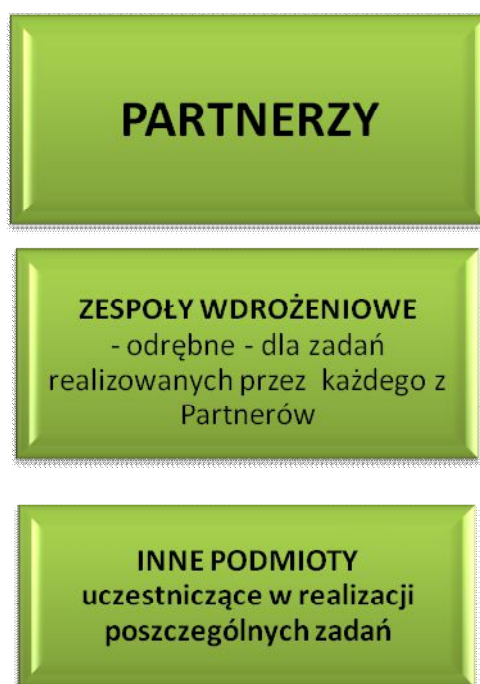 PARTNERZY
ZESPOŁY WDROŻENIOWE
- odrębne - dla zadań
realizowanych przez każdego z
Partnerów
INNE PODMIOTY
uczestniczące w realizacji
poszczególnych zadań